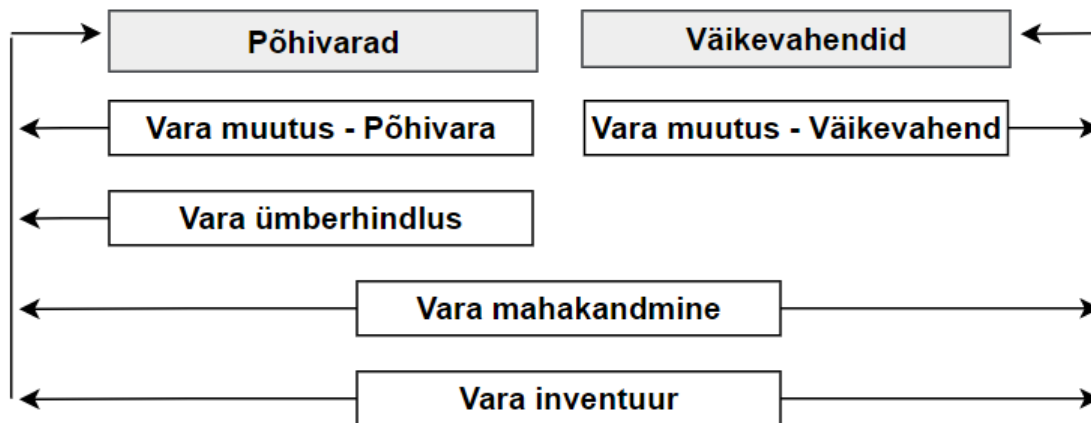 Põhivarad
Väikevahendid
Vara muutus - Põhivara
Vara muutus - Väikevahend
Vara ümberhindlus
Vara mahakandmine
Vara inventuur